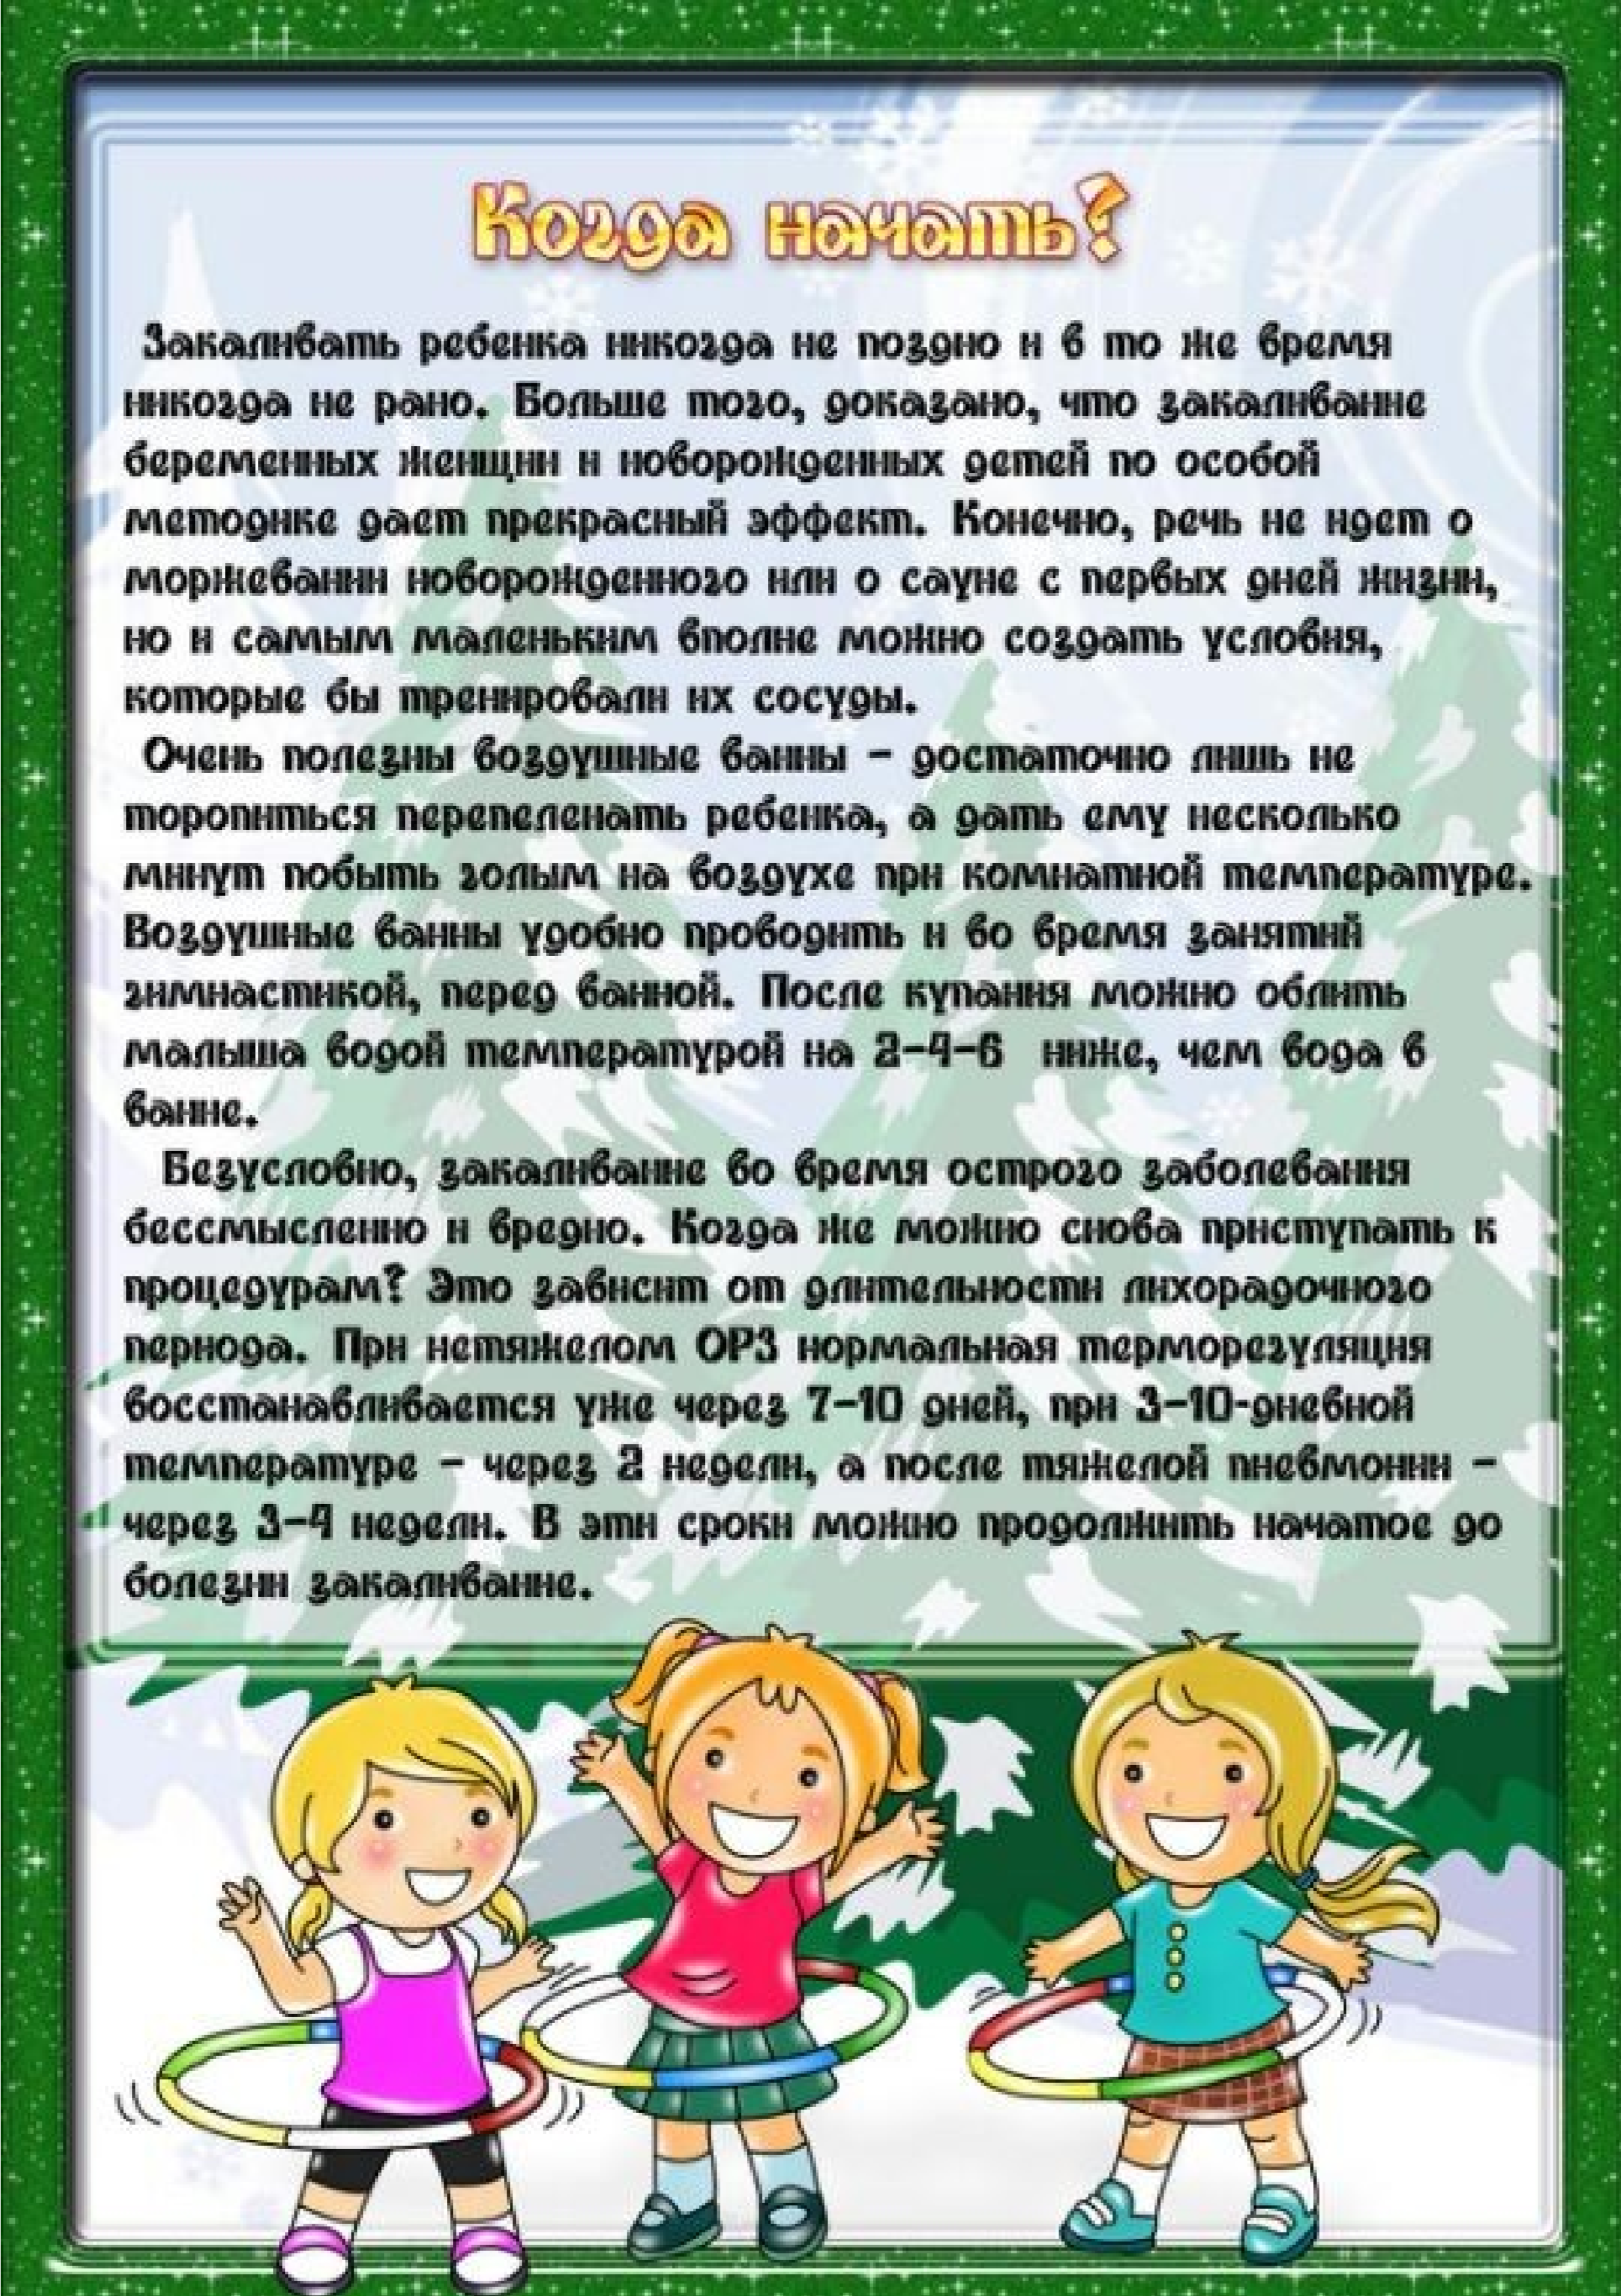 Когда начать?
Закаливать ребенка никогда не поздно и в то же время
никогда не рано. Больше того, доказано, что закаливание
беременных женщин и новорожденных детей по особой
методике дает прекрасный эффект. Конечно, речь не идет о
моржевании новорожденного или о сауне с первых дней жизни,
но и самым маленьким вполне можно создать условия,
которые бы тренировали их сосуды.
Очень полезны воздушные ванны – достаточно лишь не
торопиться перепеленать ребенка, а дать ему несколько
минут побыть голым на воздухе при комнатной температуре.
Воздушные ванны удобно проводить и во время занятий
гимнастикой, перед ванной. После купания можно облить
малыша водой температурой на 2–4–6 ниже, чем вода в
ванне.
Безусловно, закаливание во время острого заболевания
бессмысленно и вредно. Когда же можно снова приступать к
процедурам? Это зависит от длительности лихорадочного
периода. При нетяжелом ОРЗ нормальная терморегуляция
восстанавливается уже через 7–10 дней, при 3–10-дневной
температуре – через 2 недели, а после тяжелой пневмонии –
через 3–4 недели. В эти сроки можно продолжить начатое до
болезни закаливание.